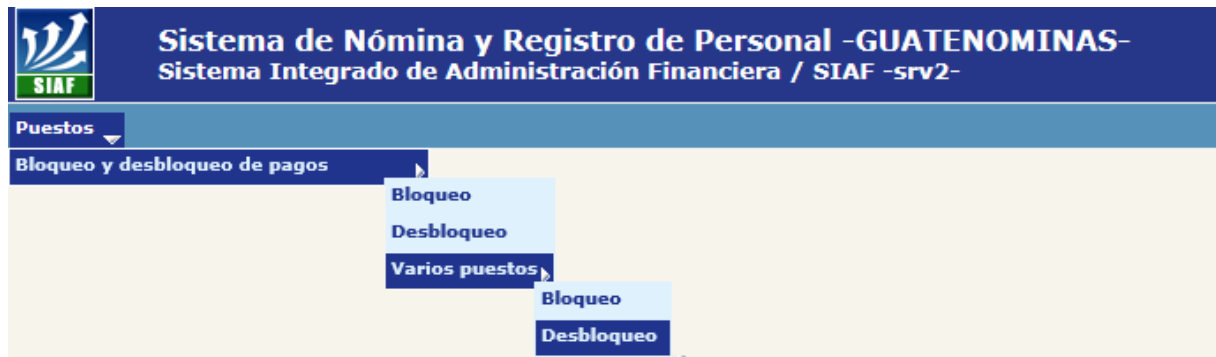 Sistema de Nómina y Registro de Personal -GUATENOMINAS-
SIAF
Sistema Integrado de Administración Financiera / SIAF -srv2-
Puestos
Bloqueo y desbloqueo de pagos
Bloqueo
Desbloqueo
Varios puestos
Bloqueo
Desbloqueo